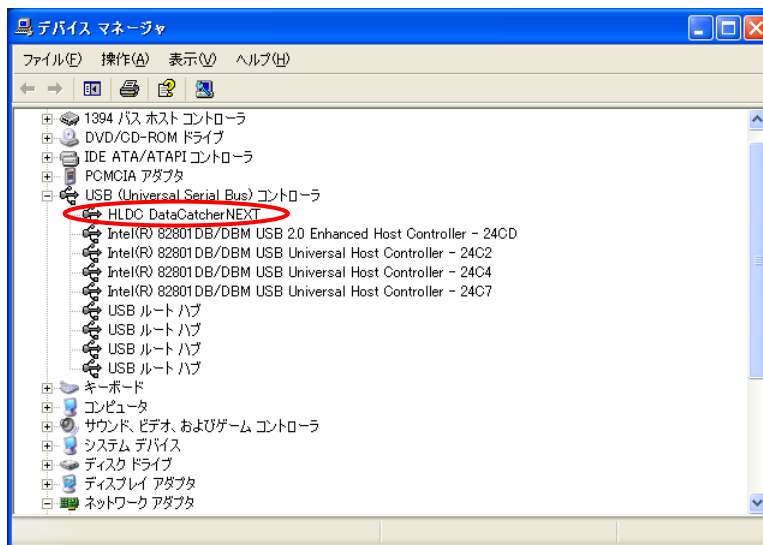 デバイス マネージャ
ファイル(F) 操作(A) 表示(V) ヘルプ(H)
1394 バス ホスト コントローラ
DVD/CD-ROM ドライブ
IDE ATA/ATAPI コントローラ
PCMCIA アダプタ
USB (Universal Serial Bus) コントローラ
HLDC DataCatcherNEXT
Intel(R) 82801DB/DBM USB 2.0 Enhanced Host Controller - 24CD
Intel(R) 82801DB/DBM USB Universal Host Controller - 24C2
Intel(R) 82801DB/DBM USB Universal Host Controller - 24C4
Intel(R) 82801DB/DBM USB Universal Host Controller - 24C7
USB ルート ハブ
USB ルート ハブ
USB ルート ハブ
USB ルート ハブ
キーボード
コンピュータ
サウンド、ビデオ、およびゲーム コントローラ
システム デバイス
ディスク ドライブ
ディスプレイ アダプタ
ネットワーク アダプタ